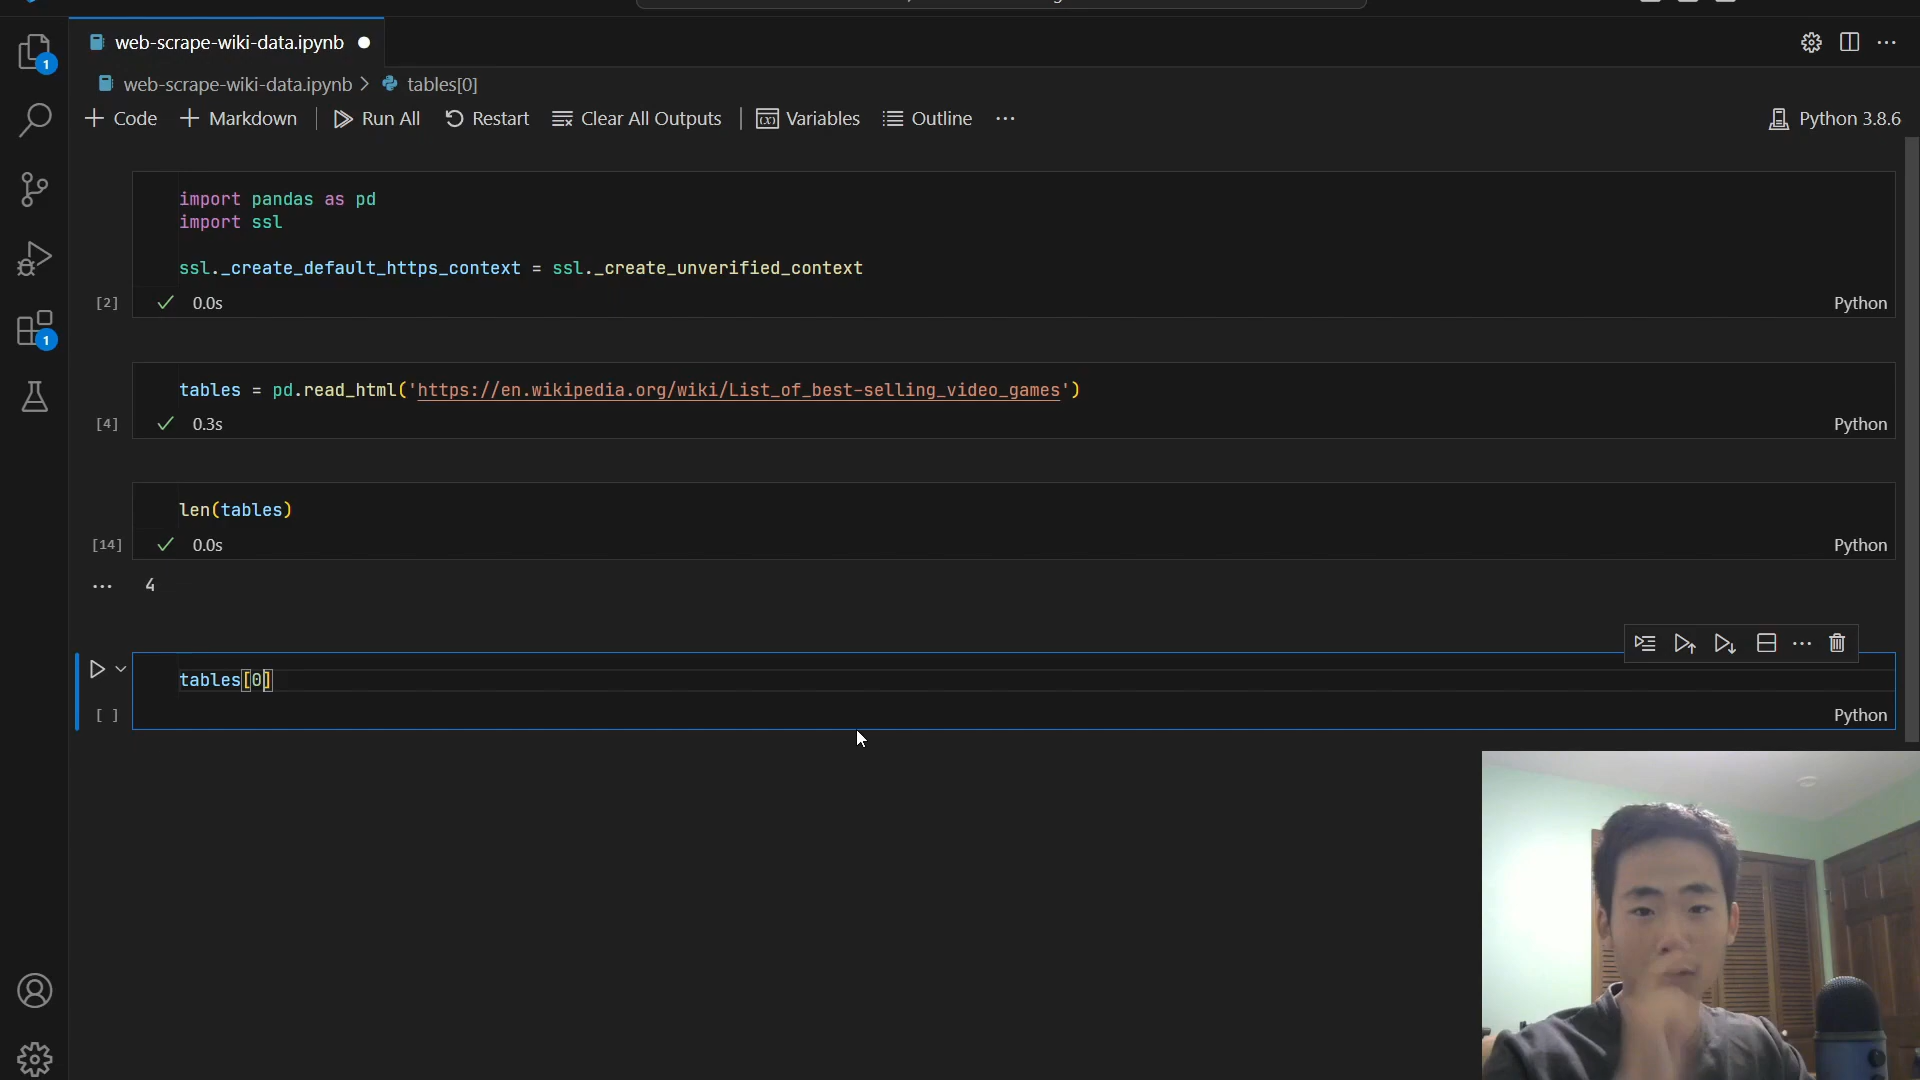 web-scrape-wiki-data.ipynb
web-scrape-wiki-data.ipynb > tables[0]
+ Code + Markdown | Run All Restart Clear All Outputs | Variables Outline ... Python 3.8.6
1
import pandas as pd
import ssl
ssl._create_default_https_context = ssl._create_unverified_context
[2] 0.0s Python
1
tables = pd.read_html('https://en.wikipedia.org/wiki/List_of_best-selling_video_games')
[4] 0.3s Python
len(tables)
[14] 0.0s Python
... 4
tables[0]
[ ] Python